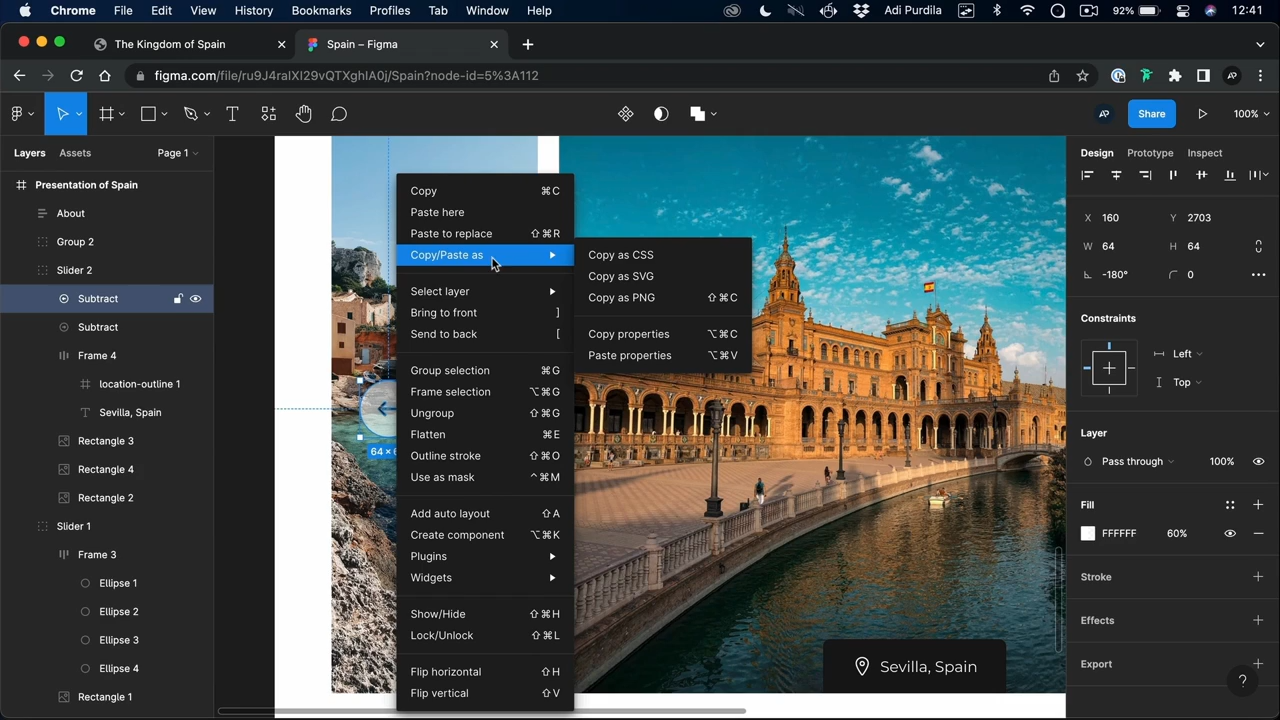 Chrome File Edit View History Bookmarks Profiles Tab Window Help Adi Purdila 92% 12:41
The Kingdom of Spain Spain – Figma
figma.com/file/ru9J4ralXI29vQTXghIA0j/Spain?node-id=5%3A112
AP
AP Share 100%
Layers Assets Page 1
Presentation of Spain
About
Group 2
Slider 2
Subtract
Subtract
Frame 4
location-outline 1
Sevilla, Spain
Rectangle 3
Rectangle 4
Rectangle 2
Slider 1
Frame 3
Ellipse 1
Ellipse 2
Ellipse 3
Ellipse 4
Rectangle 1
64 × 6
Copy ⌘C
Paste here
Paste to replace ⇧⌘R
Copy/Paste as
Select layer
Bring to front ]
Send to back [
Group selection ⌘G
Frame selection ⌥⌘G
Ungroup ⇧⌘G
Flatten ⌘E
Outline stroke ⇧⌘O
Use as mask ^⌘M
Add auto layout ⇧A
Create component ⌥⌘K
Plugins
Widgets
Show/Hide ⇧⌘H
Lock/Unlock ⇧⌘L
Flip horizontal ⇧H
Flip vertical ⇧V
Copy as CSS
Copy as SVG
Copy as PNG ⇧⌘C
Copy properties ⌥⌘C
Paste properties ⌥⌘V
Sevilla, Spain
Design Prototype Inspect
X 160 Y 2703
W 64 H 64
-180° 0
Constraints
Left
Top
Layer
Pass through 100%
Fill
FFFFFF 60%
Stroke
Effects
Export
?